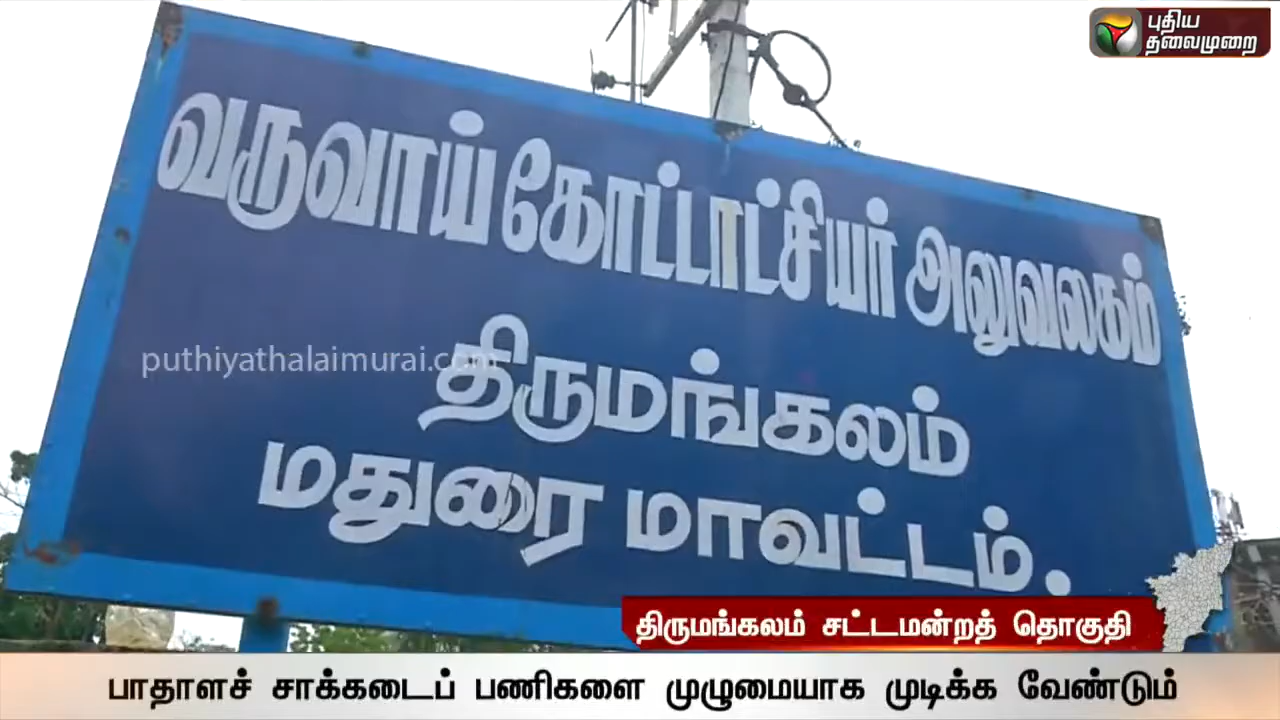 புதிய
தலைமுறை
வருவாய் கோட்டாட்சியர் அலுவலகம்
puthiyathalaimurai.com
திருமங்கலம்
மதுரை மாவட்டம்.
திருமங்கலம் சட்டமன்றத் தொகுதி
பாதாளச் சாக்கடைப் பணிகளை முழுமையாக முடிக்க வேண்டும்